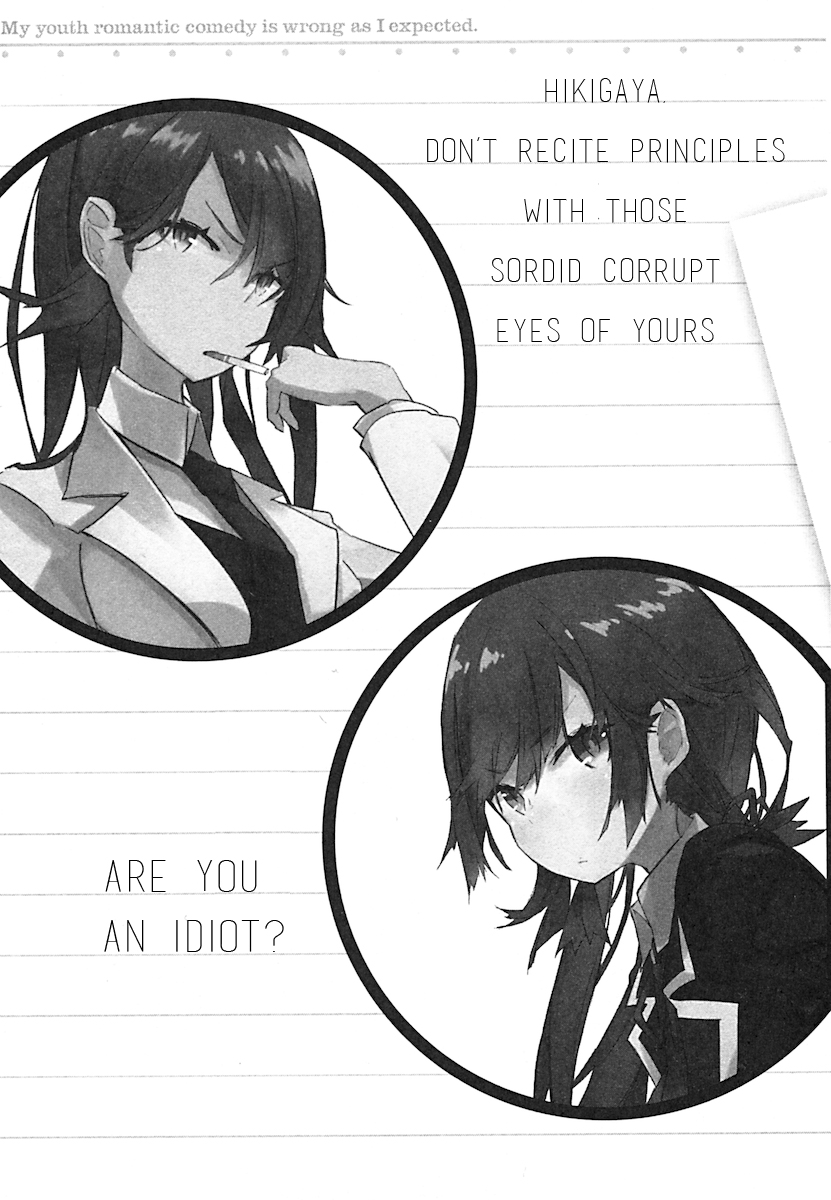 My youth romantic comedy is wrong as I expected.
HIKIGAYA.
DON'T RECITE PRINCIPLES
WITH THOSE
SORDID CORRUPT
EYES OF YOURS
ARE YOU
AN IDIOT?